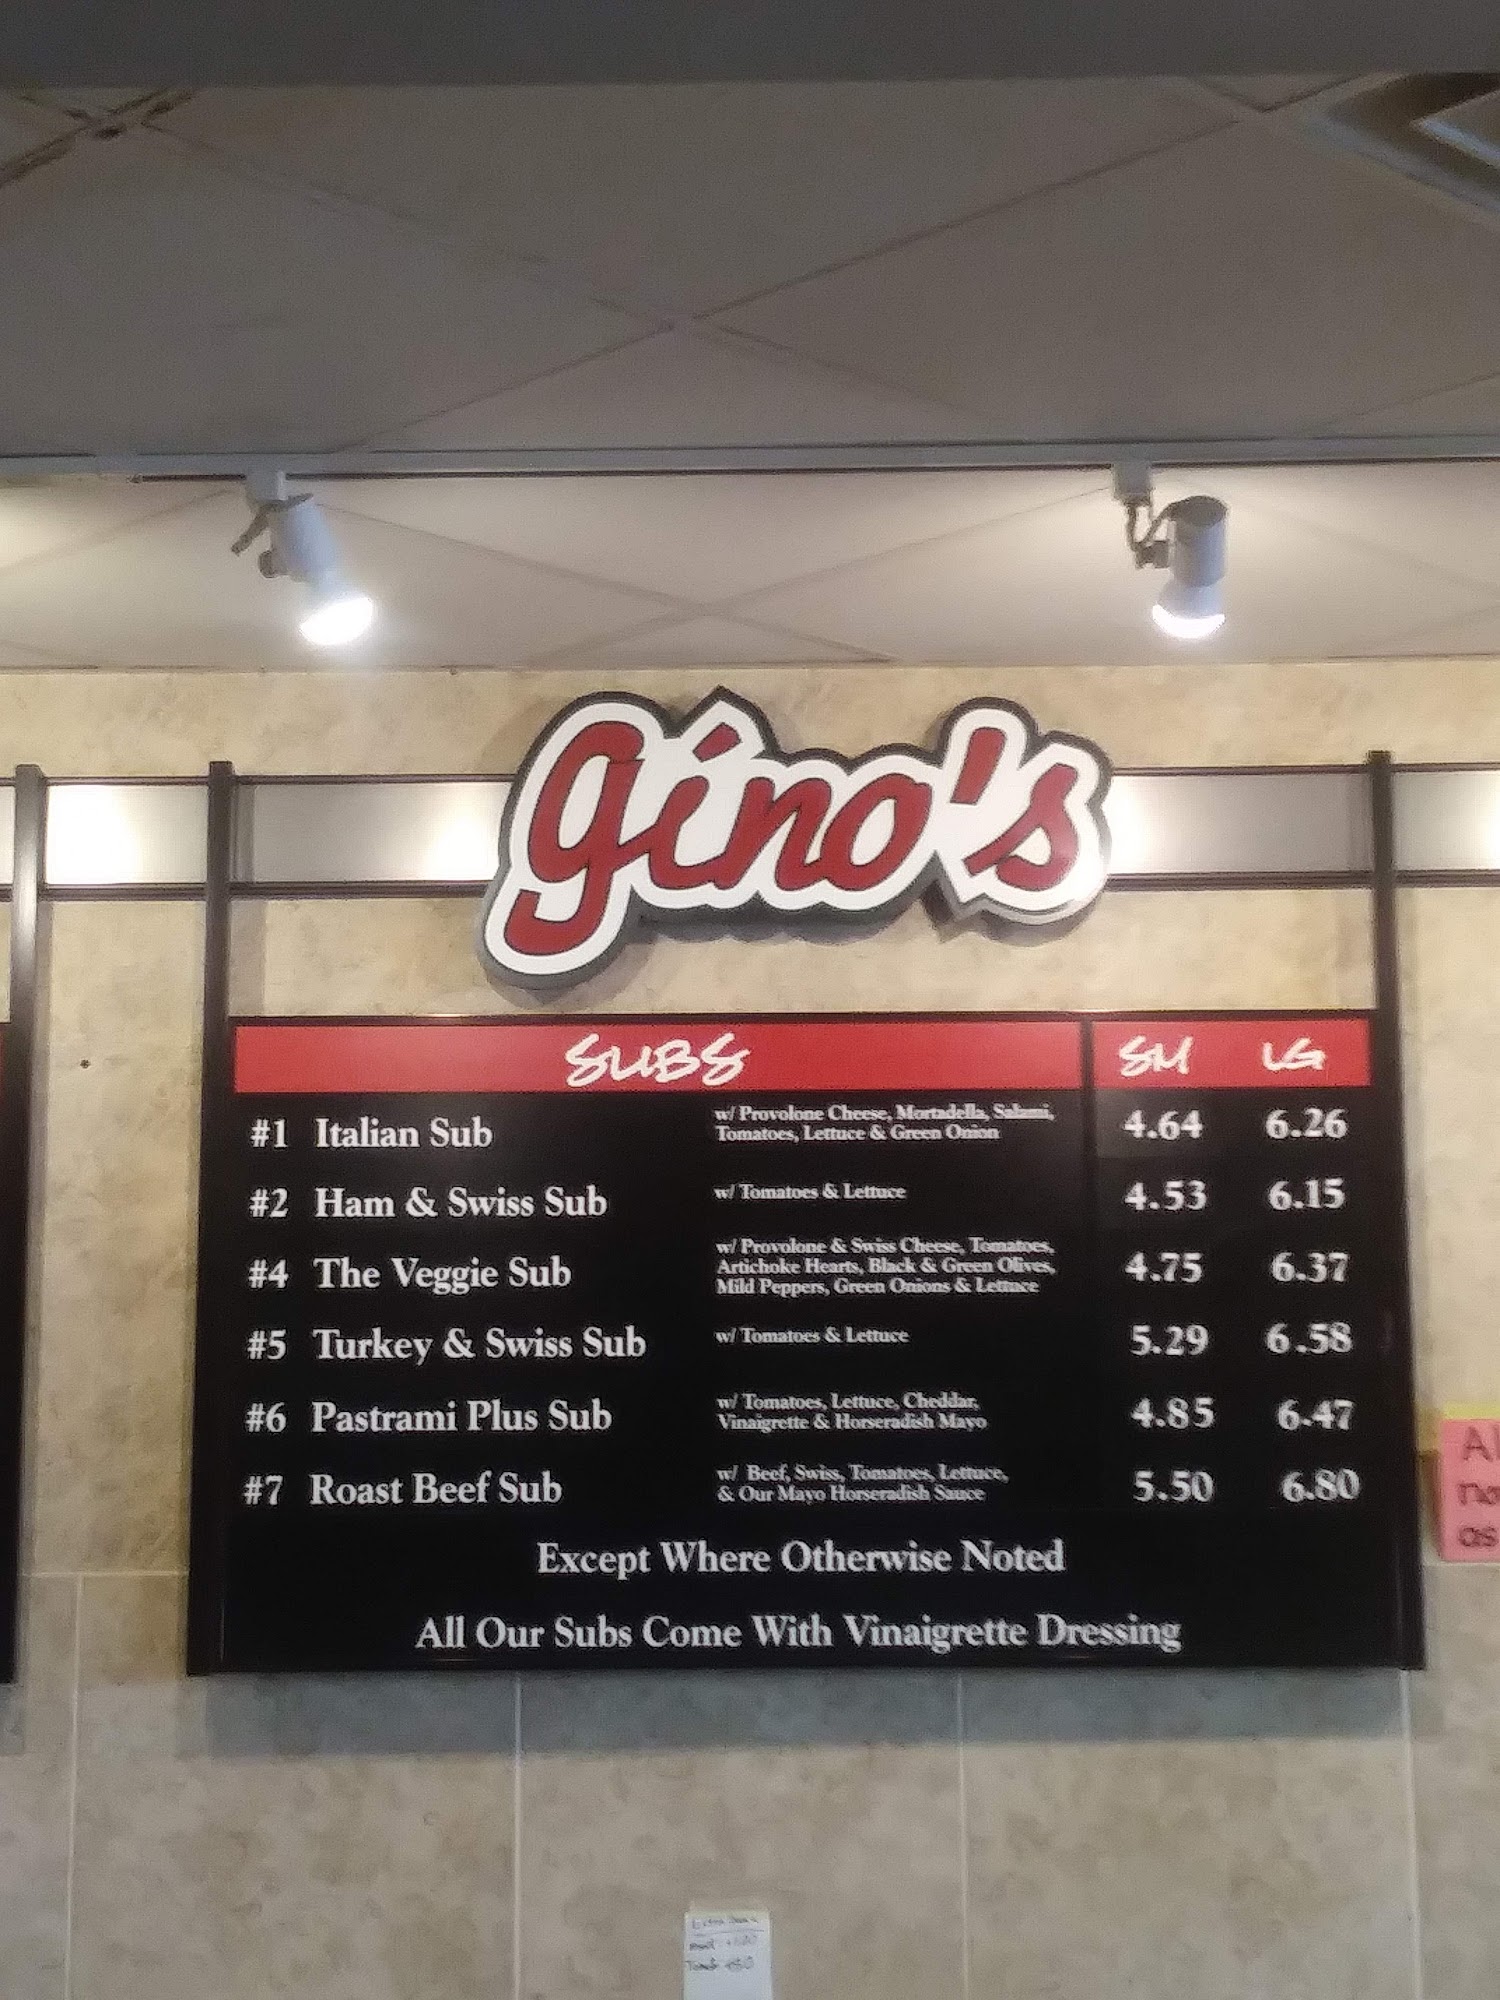 gino's
SUBS SM LG
#1 Italian Sub w/ Provolone Cheese, Mortadella, Salami, 4.64 6.26
Tomatoes, Lettuce & Green Onion
#2 Ham & Swiss Sub w/ Tomatoes & Lettuce 4.53 6.15
#4 The Veggie Sub w/ Provolone & Swiss Cheese, Tomatoes, 4.75 6.37
Artichoke Hearts, Black & Green Olives,
Mild Peppers, Green Onions & Lettuce
#5 Turkey & Swiss Sub w/ Tomatoes & Lettuce 5.29 6.58
#6 Pastrami Plus Sub w/ Tomatoes, Lettuce, Cheddar, 4.85 6.47
Vinaigrette & Horseradish Mayo
#7 Roast Beef Sub w/ Beef, Swiss, Tomatoes, Lettuce, 5.50 6.80
& Our Mayo Horseradish Sauce
Except Where Otherwise Noted
All Our Subs Come With Vinaigrette Dressing
as